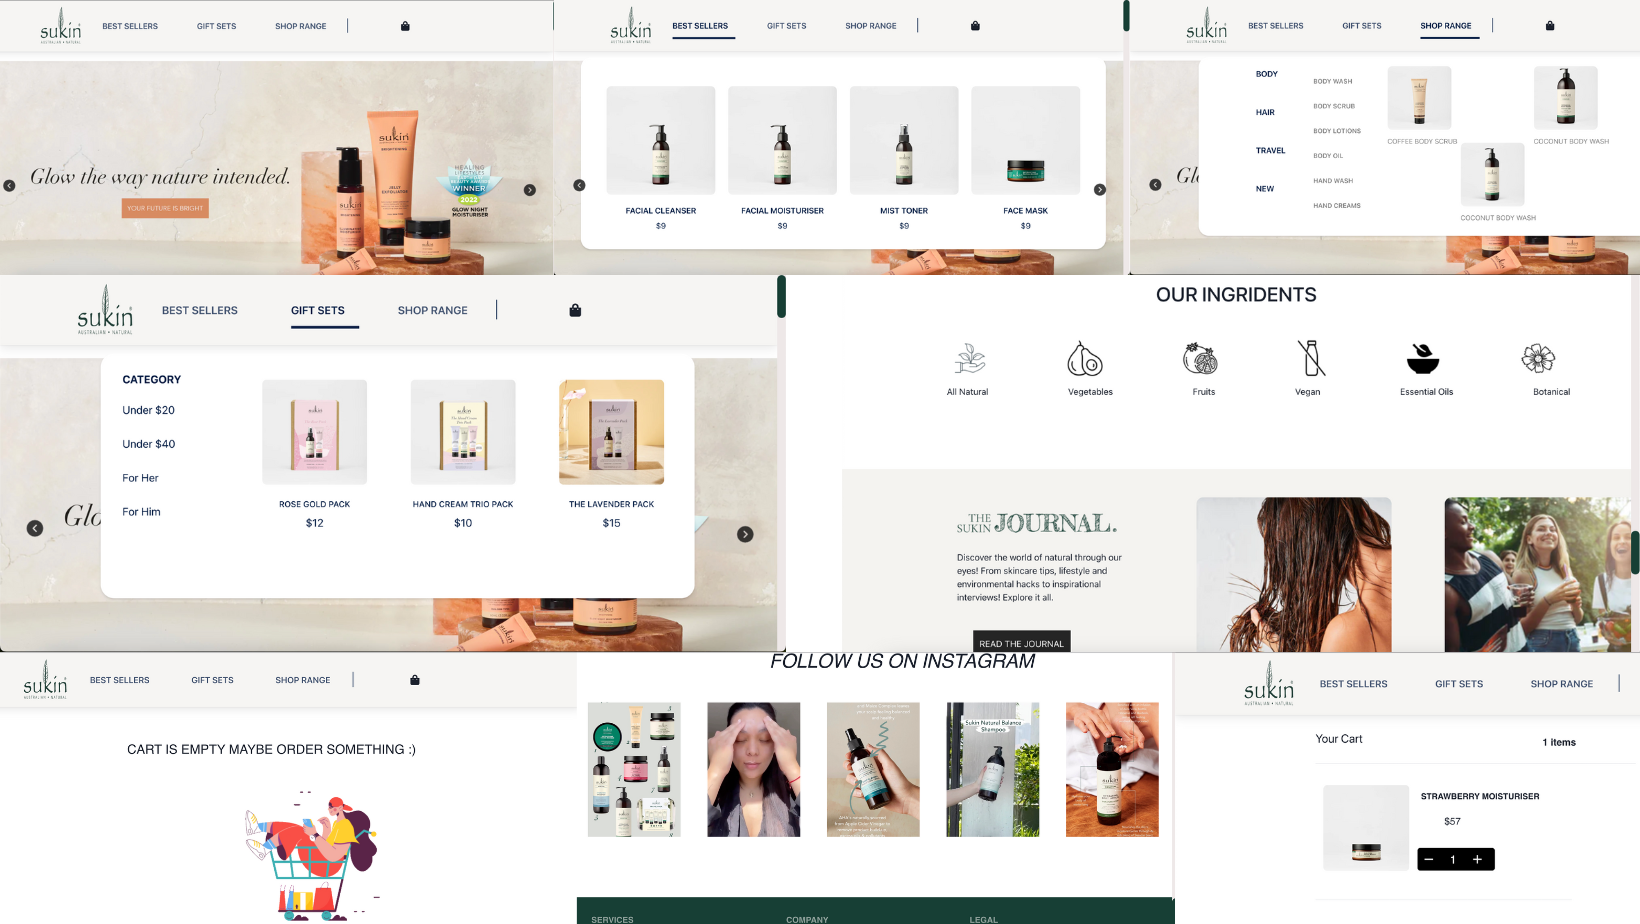 sukin
AUSTRALIAN • NATURAL
BEST SELLERS
GIFT SETS
SHOP RANGE
Glow the way nature intended.
YOUR FUTURE IS BRIGHT
sukin
BRIGHTENING
JELLY
EXFOLIATOR
sukin
HEALING
LIFESTYLES
WINNER
2022
GLOW NIGHT
MOISTURISER
sukin
AUSTRALIAN • NATURAL
BEST SELLERS
GIFT SETS
SHOP RANGE
FACIAL CLEANSER
FACIAL MOISTURISER
MIST TONER
FACE MASK
$9
$9
$9
$9
sukin
AUSTRALIAN • NATURAL
BEST SELLERS
GIFT SETS
SHOP RANGE
BODY
HAIR
TRAVEL
NEW
BODY WASH
BODY SCRUB
BODY LOTIONS
BODY OIL
HAND WASH
HAND CREAMS
COFFEE BODY SCRUB
COCONUT BODY WASH
COCONUT BODY WASH
Gl
sukin
AUSTRALIAN • NATURAL
BEST SELLERS
GIFT SETS
SHOP RANGE
CATEGORY
Under $20
Under $40
For Her
For Him
ROSE GOLD PACK
HAND CREAM TRIO PACK
THE LAVENDER PACK
$12
$10
$15
Glo
OUR INGRIDENTS
All Natural
Vegetables
Fruits
Vegan
Essential Oils
Botanical
THE
SUKIN JOURNAL.
Discover the world of natural through our
eyes! From skincare tips, lifestyle and
environmental hacks to inspirational
interviews! Explore it all.
READ THE JOURNAL
sukin
AUSTRALIAN • NATURAL
BEST SELLERS
GIFT SETS
SHOP RANGE
CART IS EMPTY MAYBE ORDER SOMETHING :)
FOLLOW US ON INSTAGRAM
Sukin Natural Balance
Shampoo
sukin
SERVICES
COMPANY
LEGAL
sukin
AUSTRALIAN • NATURAL
BEST SELLERS
GIFT SETS
SHOP RANGE
Your Cart
1 items
STRAWBERRY MOISTURISER
$57
− 1 +